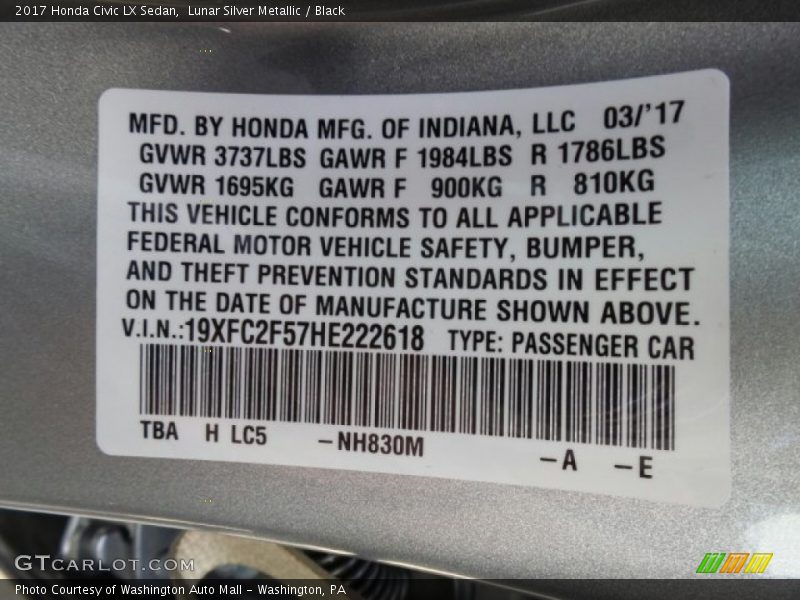 2017 Honda Civic LX Sedan, Lunar Silver Metallic / Black
MFD. BY HONDA MFG. OF INDIANA, LLC 03/'17
GVWR 3737LBS GAWR F 1984LBS R 1786LBS
GVWR 1695KG GAWR F 900KG R 810KG
THIS VEHICLE CONFORMS TO ALL APPLICABLE
FEDERAL MOTOR VEHICLE SAFETY, BUMPER,
AND THEFT PREVENTION STANDARDS IN EFFECT
ON THE DATE OF MANUFACTURE SHOWN ABOVE.
V.I.N.:19XFC2F57HE222618 TYPE: PASSENGER CAR
TBA H LC5 –NH830M –A –E
GTCARLOT.COM
Photo Courtesy of Washington Auto Mall - Washington, PA